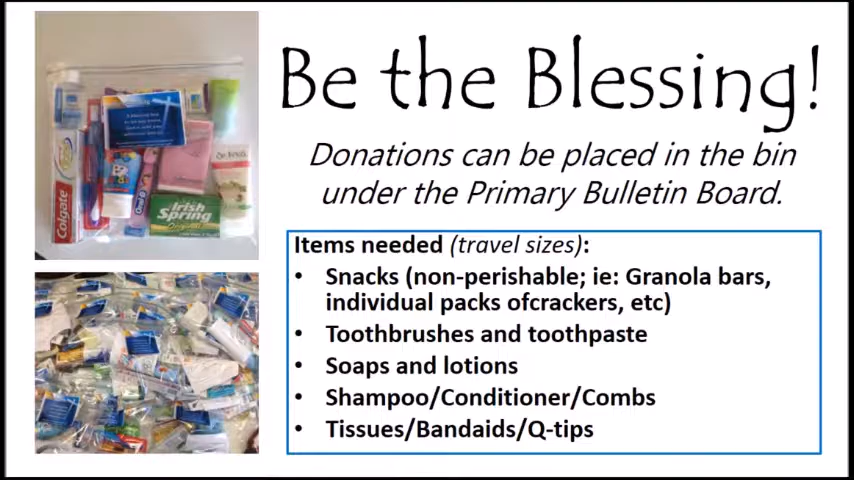 Be the Blessing!
Donations can be placed in the bin
under the Primary Bulletin Board.
Items needed (travel sizes):
• Snacks (non-perishable; ie: Granola bars,
individual packs ofcrackers, etc)
• Toothbrushes and toothpaste
• Soaps and lotions
• Shampoo/Conditioner/Combs
• Tissues/Bandaids/Q-tips
Colgate
Oral-B
Irish
Spring